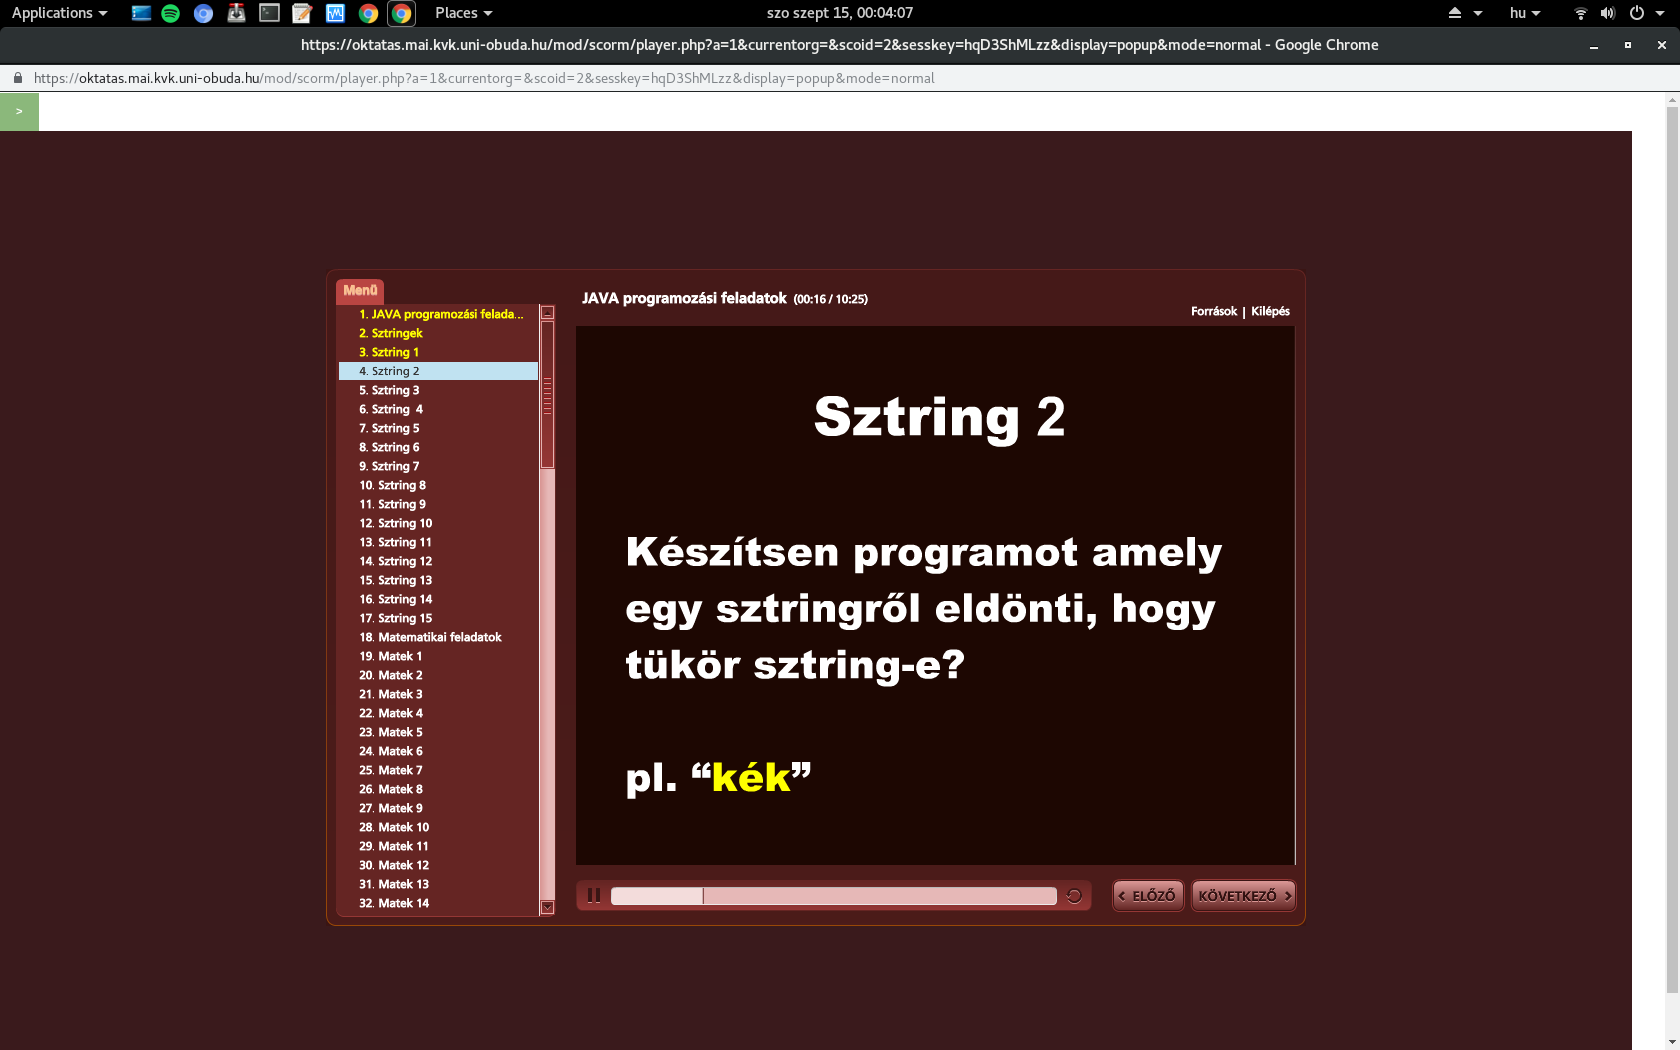 Applications
Places
szo szept 15, 00:04:07
hu
https://oktatas.mai.kvk.uni-obuda.hu/mod/scorm/player.php?a=1&currentorg=&scoid=2&sesskey=hqD3ShMLzz&display=popup&mode=normal - Google Chrome
https://oktatas.mai.kvk.uni-obuda.hu/mod/scorm/player.php?a=1&currentorg=&scoid=2&sesskey=hqD3ShMLzz&display=popup&mode=normal
>
Menü
1. JAVA programozási felada...
2. Sztringek
3. Sztring 1
4. Sztring 2
5. Sztring 3
6. Sztring 4
7. Sztring 5
8. Sztring 6
9. Sztring 7
10. Sztring 8
11. Sztring 9
12. Sztring 10
13. Sztring 11
14. Sztring 12
15. Sztring 13
16. Sztring 14
17. Sztring 15
18. Matematikai feladatok
19. Matek 1
20. Matek 2
21. Matek 3
22. Matek 4
23. Matek 5
24. Matek 6
25. Matek 7
26. Matek 8
27. Matek 9
28. Matek 10
29. Matek 11
30. Matek 12
31. Matek 13
32. Matek 14
JAVA programozási feladatok (00:16 / 10:25)
Források | Kilépés
Sztring 2
Készítsen programot amely
egy sztringről eldönti, hogy
tükör sztring-e?
pl. “kék”
< ELŐZŐ
KÖVETKEZŐ >